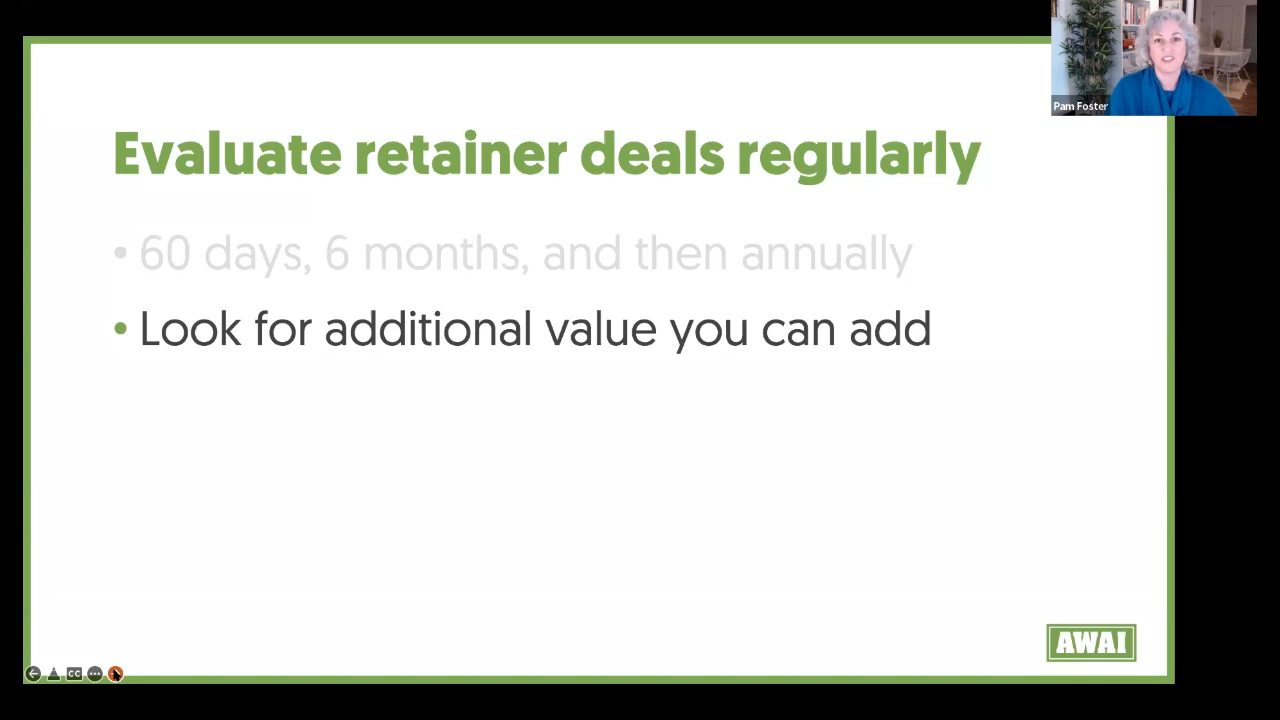 Pam Foster
Evaluate retainer deals regularly
• 60 days, 6 months, and then annually
• Look for additional value you can add
AWAI
CC